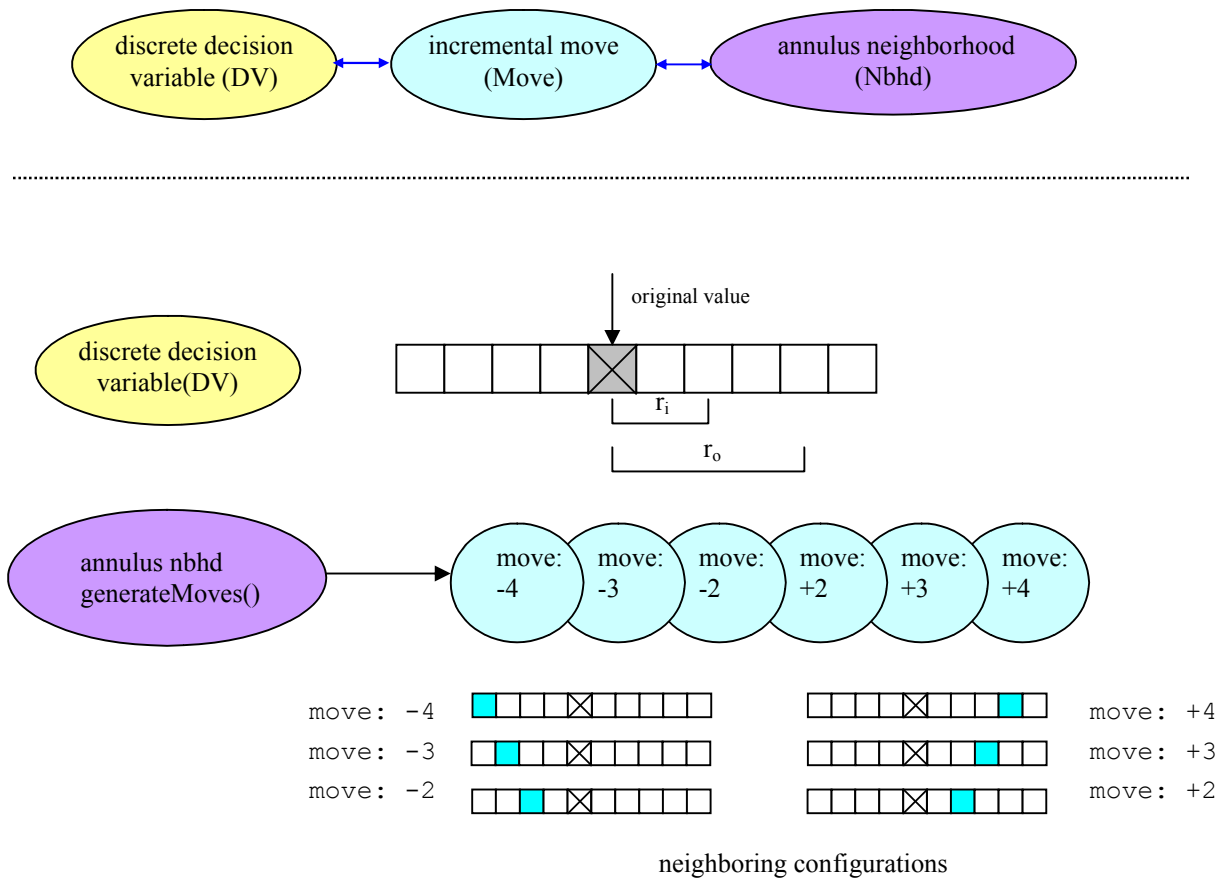 discrete decision
variable (DV)
incremental move
(Move)
annulus neighborhood
(Nbhd)
original value
discrete decision
variable(DV)
ri
ro
annulus nbhd
generateMoves()
move:
-4
move:
-3
move:
-2
move:
+2
move:
+3
move:
+4
move: -4
move: +4
move: -3
move: +3
move: -2
move: +2
neighboring configurations